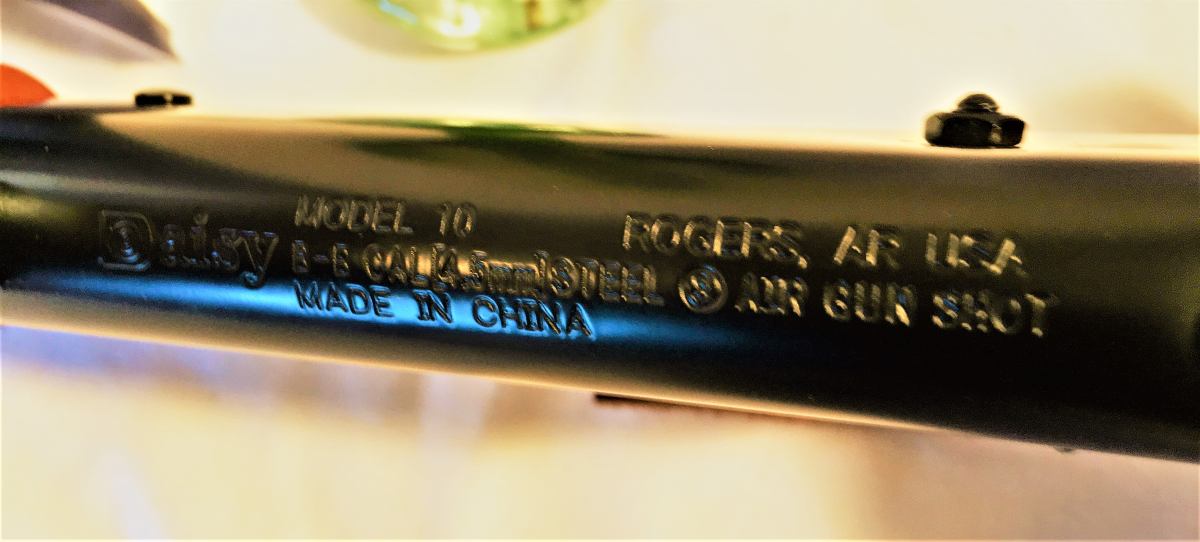 MODEL 10 ROGERS, AR USA
Daisy B-B CAL[4.5mm]STEEL AIR GUN SHOT
MADE IN CHINA